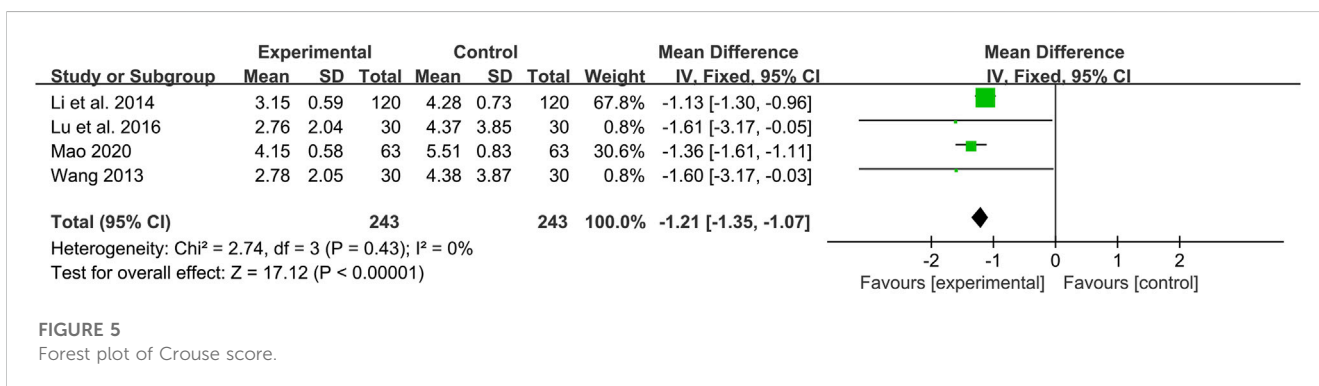 Experimental Control Mean Difference Mean Difference
Study or Subgroup Mean SD Total Mean SD Total Weight IV, Fixed, 95% CI IV, Fixed, 95% CI
Li et al. 2014 3.15 0.59 120 4.28 0.73 120 67.8% -1.13 [-1.30, -0.96]
Lu et al. 2016 2.76 2.04 30 4.37 3.85 30 0.8% -1.61 [-3.17, -0.05]
Mao 2020 4.15 0.58 63 5.51 0.83 63 30.6% -1.36 [-1.61, -1.11]
Wang 2013 2.78 2.05 30 4.38 3.87 30 0.8% -1.60 [-3.17, -0.03]
Total (95% CI) 243 243 100.0% -1.21 [-1.35, -1.07]
Heterogeneity: Chi² = 2.74, df = 3 (P = 0.43); I² = 0%
Test for overall effect: Z = 17.12 (P < 0.00001)
-2 -1 0 1 2
Favours [experimental] Favours [control]
FIGURE 5
Forest plot of Crouse score.